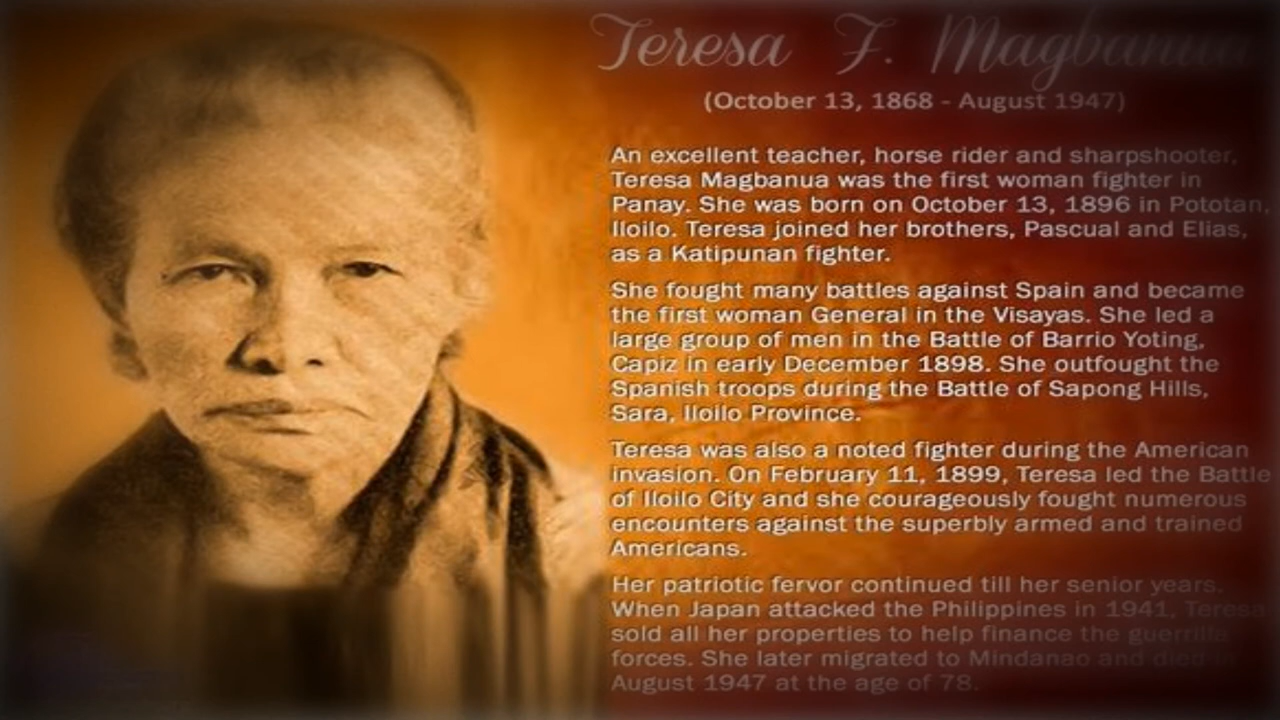 Teresa F. Magbanua
(October 13, 1868 - August 1947)
An excellent teacher, horse rider and sharpshooter,
Teresa Magbanua was the first woman fighter in
Panay. She was born on October 13, 1896 in Pototan,
Iloilo. Teresa joined her brothers, Pascual and Elias,
as a Katipunan fighter.
She fought many battles against Spain and became
the first woman General in the Visayas. She led a
large group of men in the Battle of Barrio Yoting,
Capiz in early December 1898. She outfought the
Spanish troops during the Battle of Sapong Hills,
Sara, Iloilo Province.
Teresa was also a noted fighter during the American
invasion. On February 11, 1899, Teresa led the Battle
of Iloilo City and she courageously fought numerous
encounters against the superbly armed and trained
Americans.
Her patriotic fervor continued till her senior years.
When Japan attacked the Philippines in 1941, Teresa
sold all her properties to help finance the guerrilla
forces. She later migrated to Mindanao and died in
August 1947 at the age of 78.